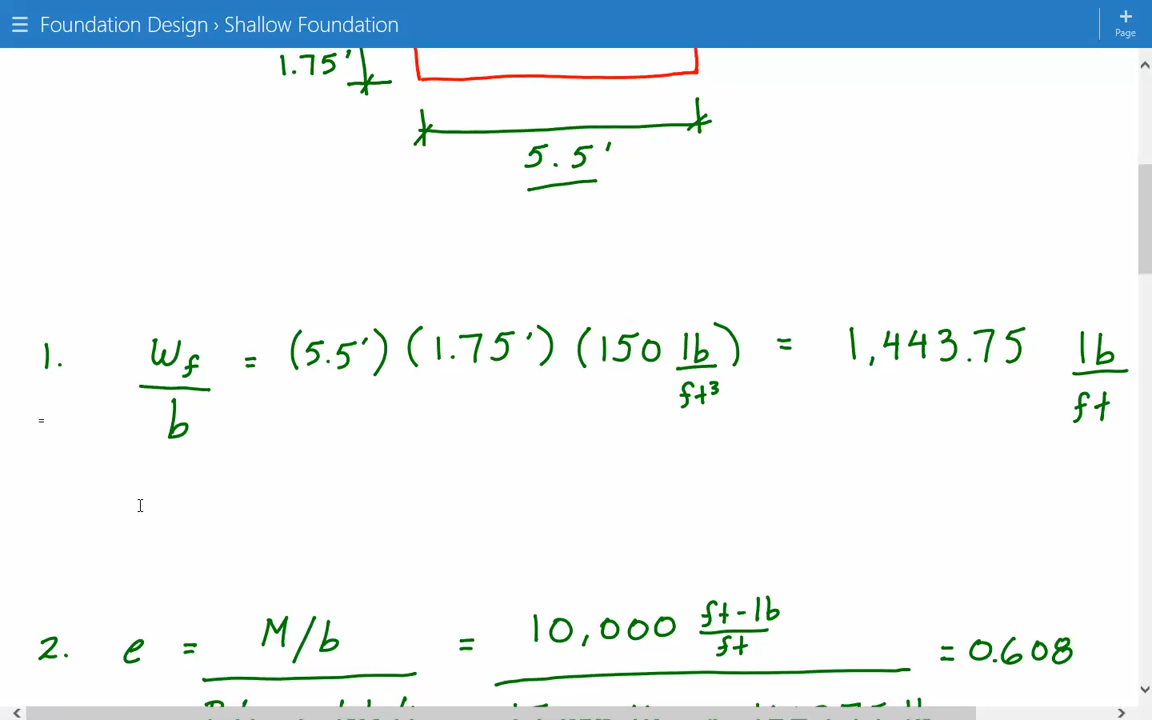 Foundation Design › Shallow Foundation
Page
1.75'
5.5'
1. Wf/b = (5.5') (1.75') (150 lb/ft³) = 1,443.75 lb/ft
=
2. e = M/b = 10,000 ft-lb/ft = 0.608